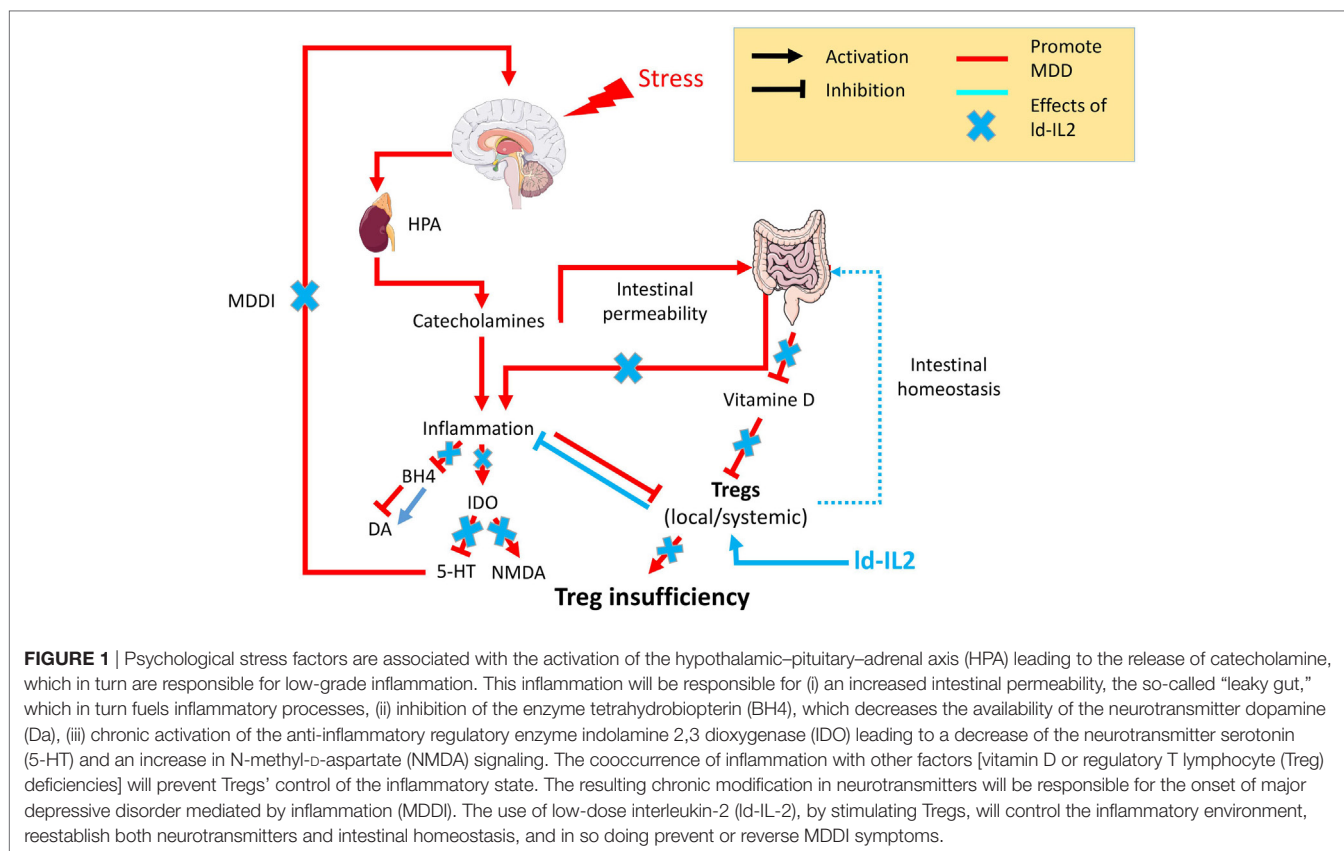 Activation
Inhibition
Promote
MDD
Effects of
ld-IL2
Stress
HPA
MDDI
Catecholamines
Intestinal
permeability
Intestinal
homeostasis
Vitamine D
Inflammation
BH4
DA
IDO
5-HT
NMDA
Tregs
(local/systemic)
ld-IL2
Treg insufficiency
FIGURE 1 | Psychological stress factors are associated with the activation of the hypothalamic–pituitary–adrenal axis (HPA) leading to the release of catecholamine,
which in turn are responsible for low-grade inflammation. This inflammation will be responsible for (i) an increased intestinal permeability, the so-called “leaky gut,”
which in turn fuels inflammatory processes, (ii) inhibition of the enzyme tetrahydrobiopterin (BH4), which decreases the availability of the neurotransmitter dopamine
(Da), (iii) chronic activation of the anti-inflammatory regulatory enzyme indolamine 2,3 dioxygenase (IDO) leading to a decrease of the neurotransmitter serotonin
(5-HT) and an increase in N-methyl-D-aspartate (NMDA) signaling. The cooccurrence of inflammation with other factors [vitamin D or regulatory T lymphocyte (Treg)
deficiencies] will prevent Tregs’ control of the inflammatory state. The resulting chronic modification in neurotransmitters will be responsible for the onset of major
depressive disorder mediated by inflammation (MDDI). The use of low-dose interleukin-2 (ld-IL-2), by stimulating Tregs, will control the inflammatory environment,
reestablish both neurotransmitters and intestinal homeostasis, and in so doing prevent or reverse MDDI symptoms.